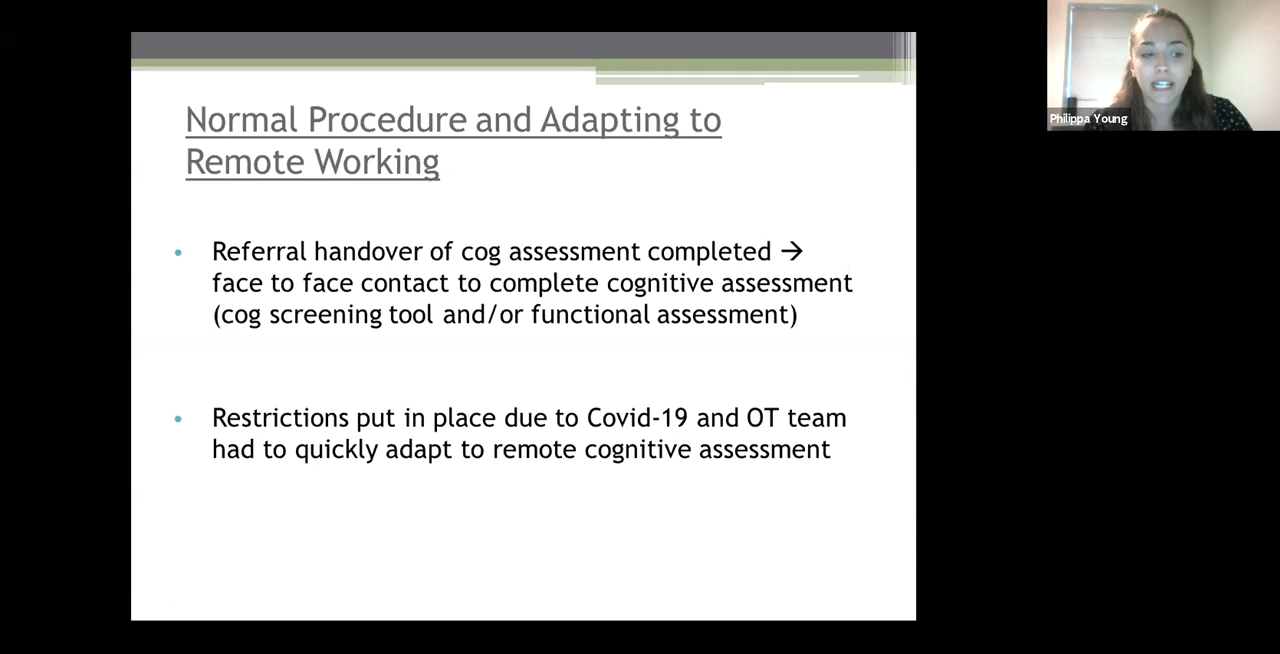 Normal Procedure and Adapting to
Remote Working
• Referral handover of cog assessment completed →
face to face contact to complete cognitive assessment
(cog screening tool and/or functional assessment)
• Restrictions put in place due to Covid-19 and OT team
had to quickly adapt to remote cognitive assessment
Philippa Young